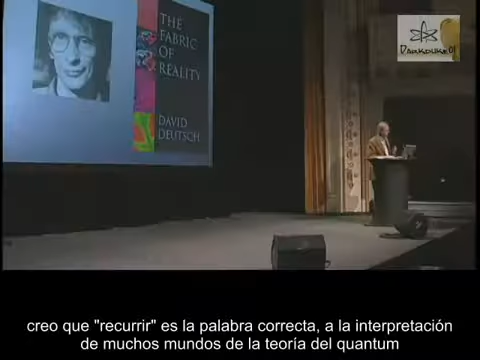 THE
FABRIC
OF
REALITY
DAVID
DEUTSCH
DARKDUKE01
creo que "recurrir" es la palabra correcta, a la interpretación
de muchos mundos de la teoría del quantum